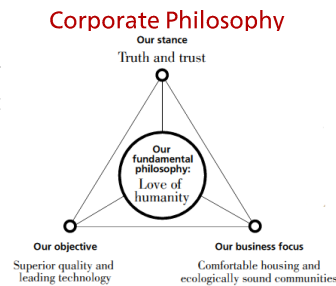 Corporate Philosophy
Our stance
Truth and trust
Our
fundamental
philosophy:
Love of
humanity
Our objective
Superior quality and
leading technology
Our business focus
Comfortable housing and
ecologically sound communities